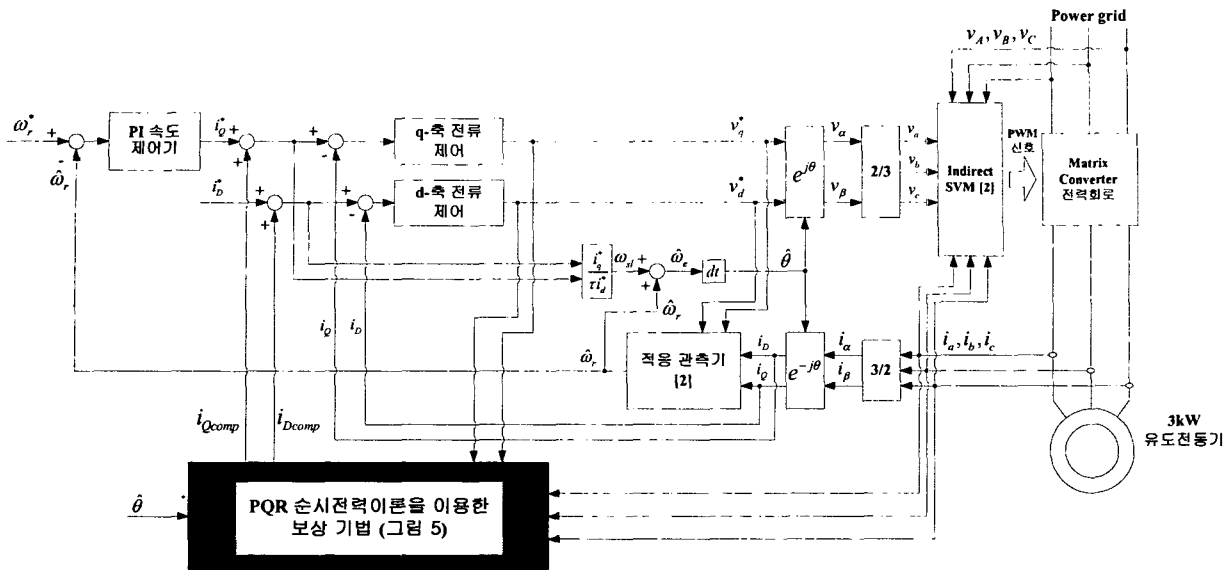 Power grid
v_A, v_B, v_C
ω_r^*
+
-
ω̂_r
PI 속도
제어기
i_Q^*
+
+
+
-
q-축 전류
제어
v_q^*
i_D^*
+
+
+
-
d-축 전류
제어
v_d^*
e^{jθ}
v_α
v_β
2/3
v_a
v_b
v_c
Indirect
SVM [2]
PWM
신호
Matrix
Converter
전력회로
i_q^*
τi_d^*
ω_sl
+
+
ω̂_e
dt
θ̂
ω̂_r
i_Q
i_D
ω̂_r
적응 관측기
[2]
i_D
i_Q
e^{-jθ}
i_α
i_β
3/2
i_a, i_b, i_c
3kW
유도전동기
i_Qcomp
i_Dcomp
θ̂
PQR 순시전력이론을 이용한
보상 기법 (그림 5)